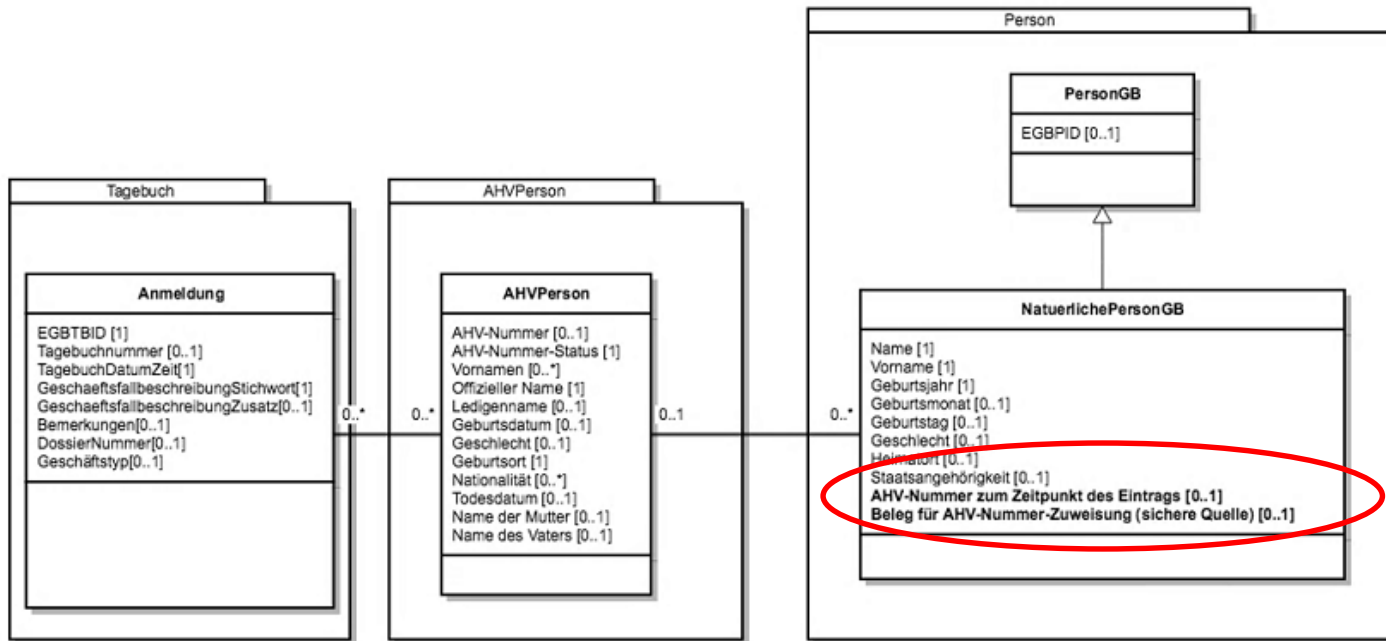 Tagebuch
Anmeldung
EGBTBID [1]
Tagebuchnummer [0..1]
TagebuchDatumZeit[1]
GeschaeftsfallbeschreibungStichwort[1]
GeschaeftsfallbeschreibungZusatz[0..1]
Bemerkungen[0..1]
DossierNummer[0..1]
Geschäftstyp[0..1]
0..*
0..*
AHVPerson
AHVPerson
AHV-Nummer [0..1]
AHV-Nummer-Status [1]
Vornamen [0..*]
Offizieller Name [1]
Ledigenname [0..1]
Geburtsdatum [0..1]
Geschlecht [0..1]
Geburtsort [1]
Nationalität [0..*]
Todesdatum [0..1]
Name der Mutter [0..1]
Name des Vaters [0..1]
0..1
0..*
Person
PersonGB
EGBPID [0..1]
NatuerlichePersonGB
Name [1]
Vorname [1]
Geburtsjahr [1]
Geburtsmonat [0..1]
Geburtstag [0..1]
Geschlecht [0..1]
Heimatort [0..1]
Staatsangehörigkeit [0..1]
AHV-Nummer zum Zeitpunkt des Eintrags [0..1]
Beleg für AHV-Nummer-Zuweisung (sichere Quelle) [0..1]